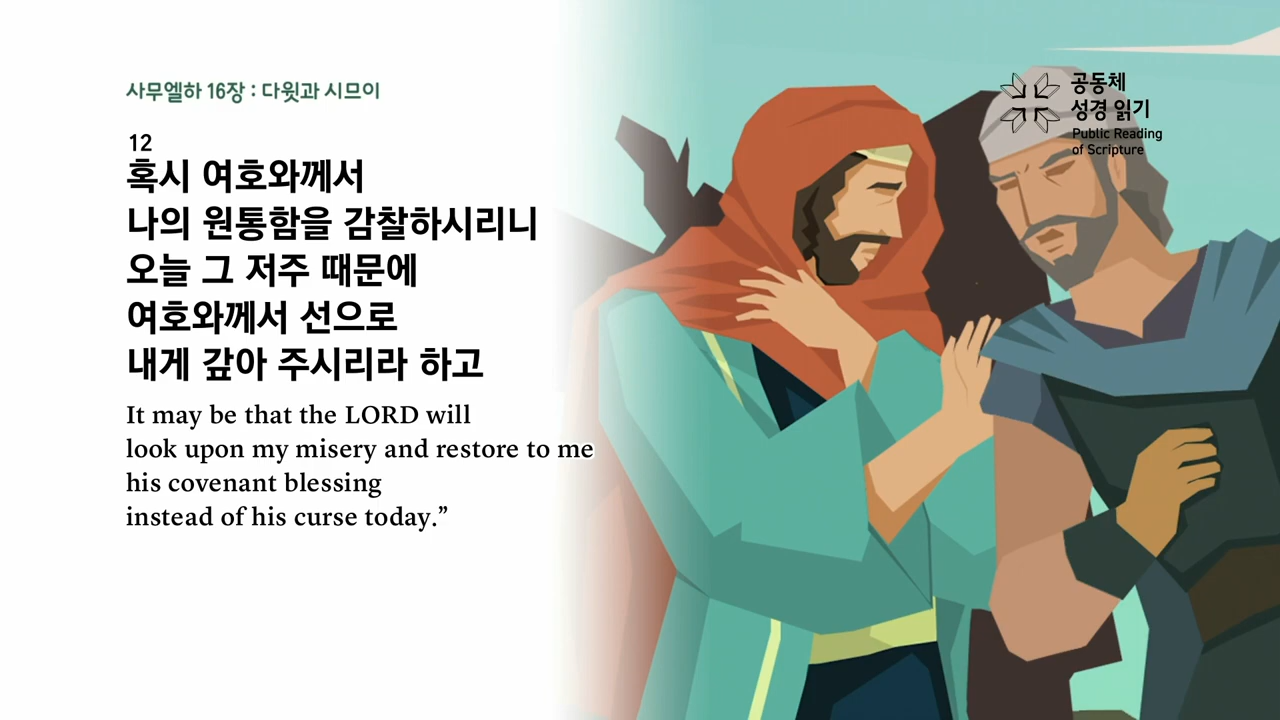 사무엘하 16장 : 다윗과 시므이
12
혹시 여호와께서
나의 원통함을 감찰하시리니
오늘 그 저주 때문에
여호와께서 선으로
내게 갚아 주시리라 하고
It may be that the LORD will
look upon my misery and restore to me
his covenant blessing
instead of his curse today.”
공동체
성경 읽기
Public Reading
of Scripture